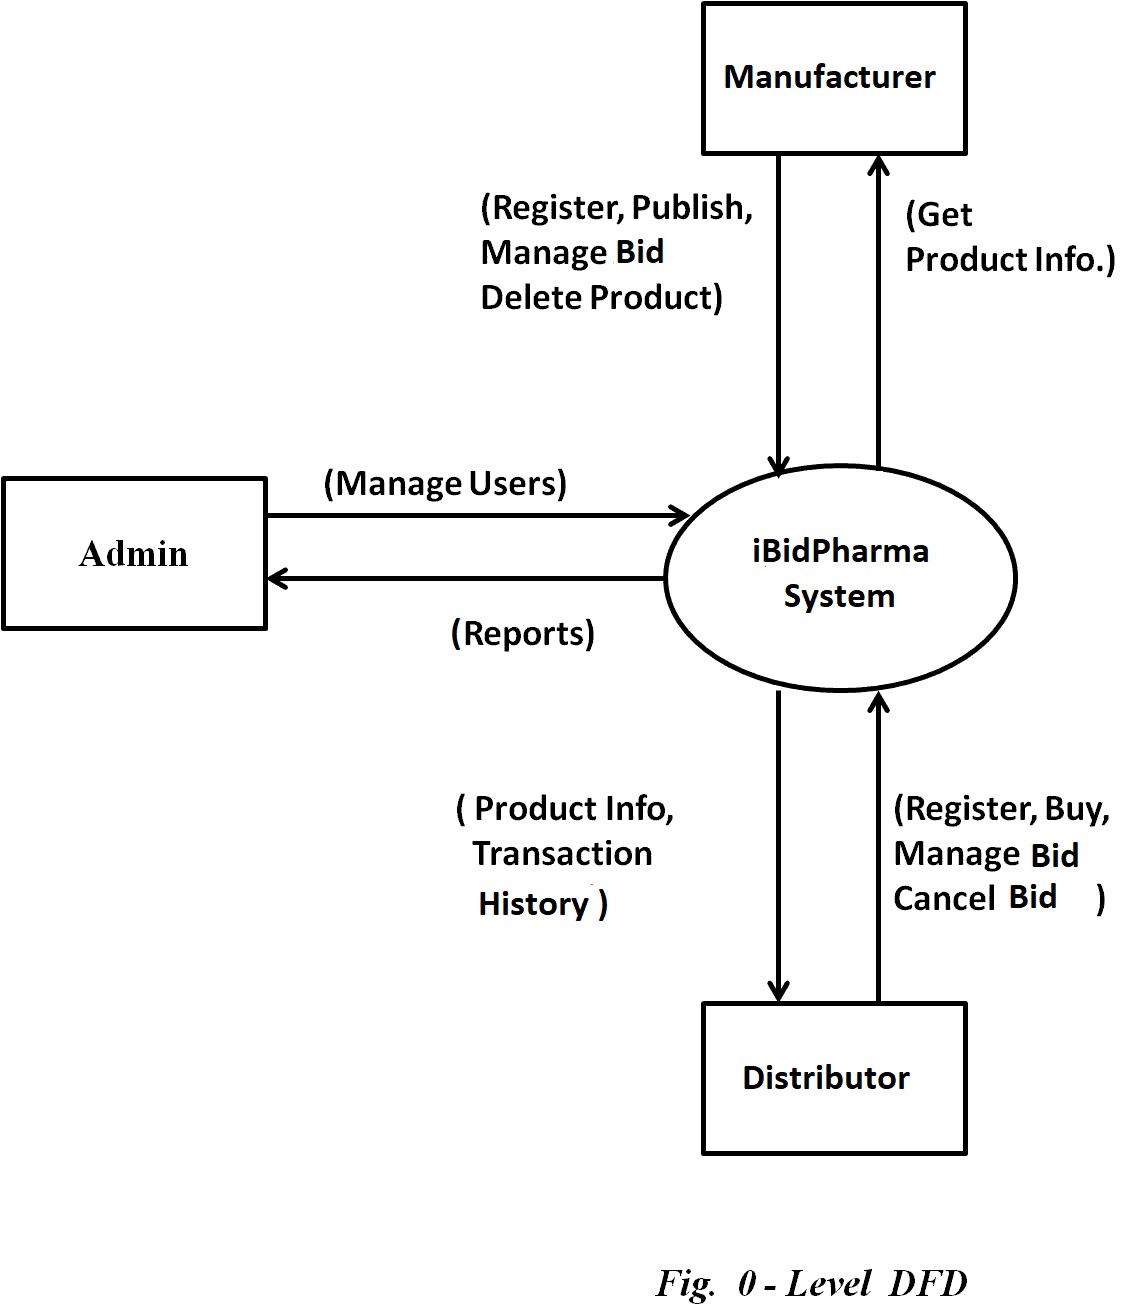 Manufacturer
(Register, Publish,
Manage Bid
Delete Product)
(Get
Product Info.)
(Manage Users)
Admin
iBidPharma
System
(Reports)
( Product Info,
Transaction
History )
(Register, Buy,
Manage Bid
Cancel Bid )
Distributor
Fig. 0 - Level DFD